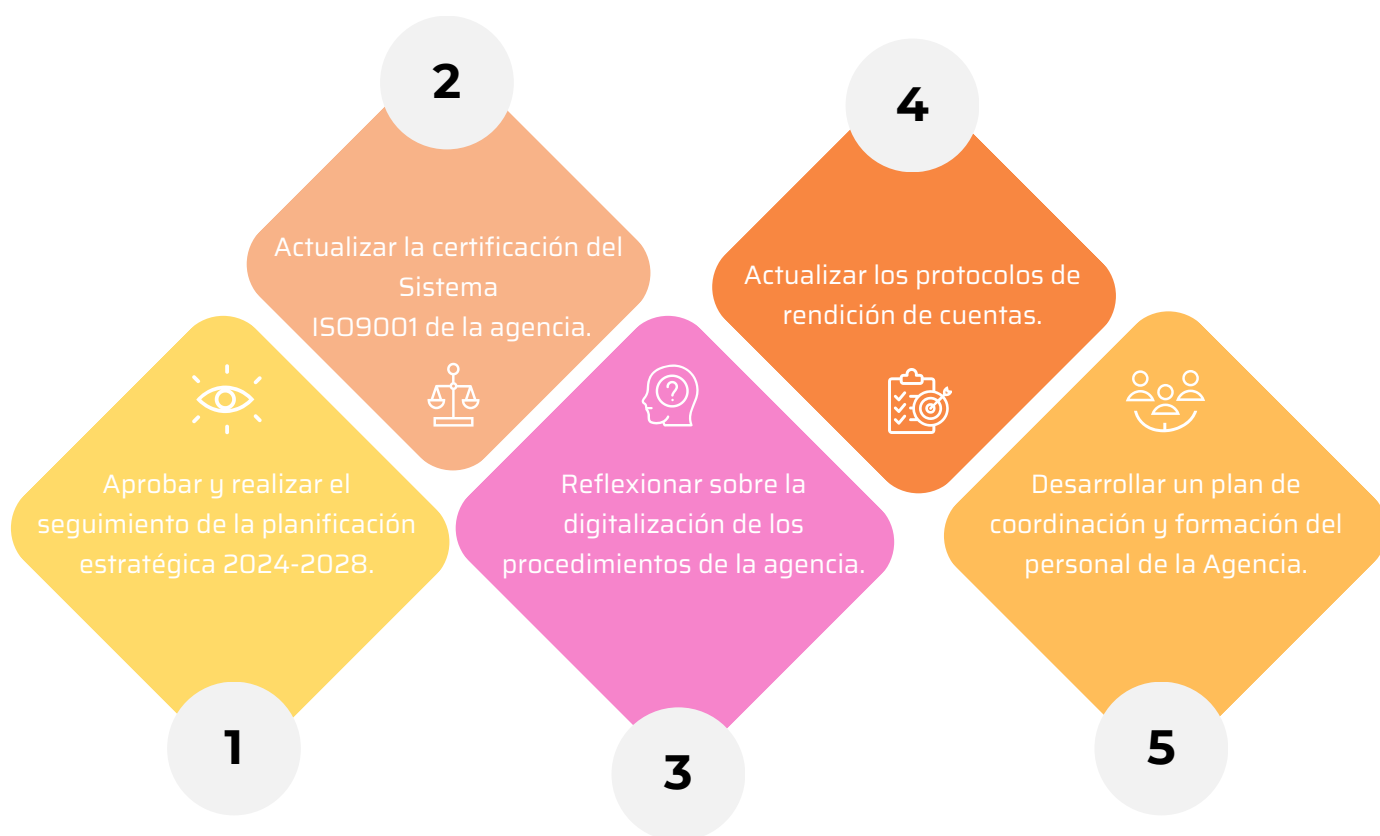 1
Aprobar y realizar el
seguimiento de la planificación
estratégica 2024-2028.
2
Actualizar la certificación del
Sistema
ISO9001 de la agencia.
3
Reflexionar sobre la
digitalización de los
procedimientos de la agencia.
4
Actualizar los protocolos de
rendición de cuentas.
5
Desarrollar un plan de
coordinación y formación del
personal de la Agencia.